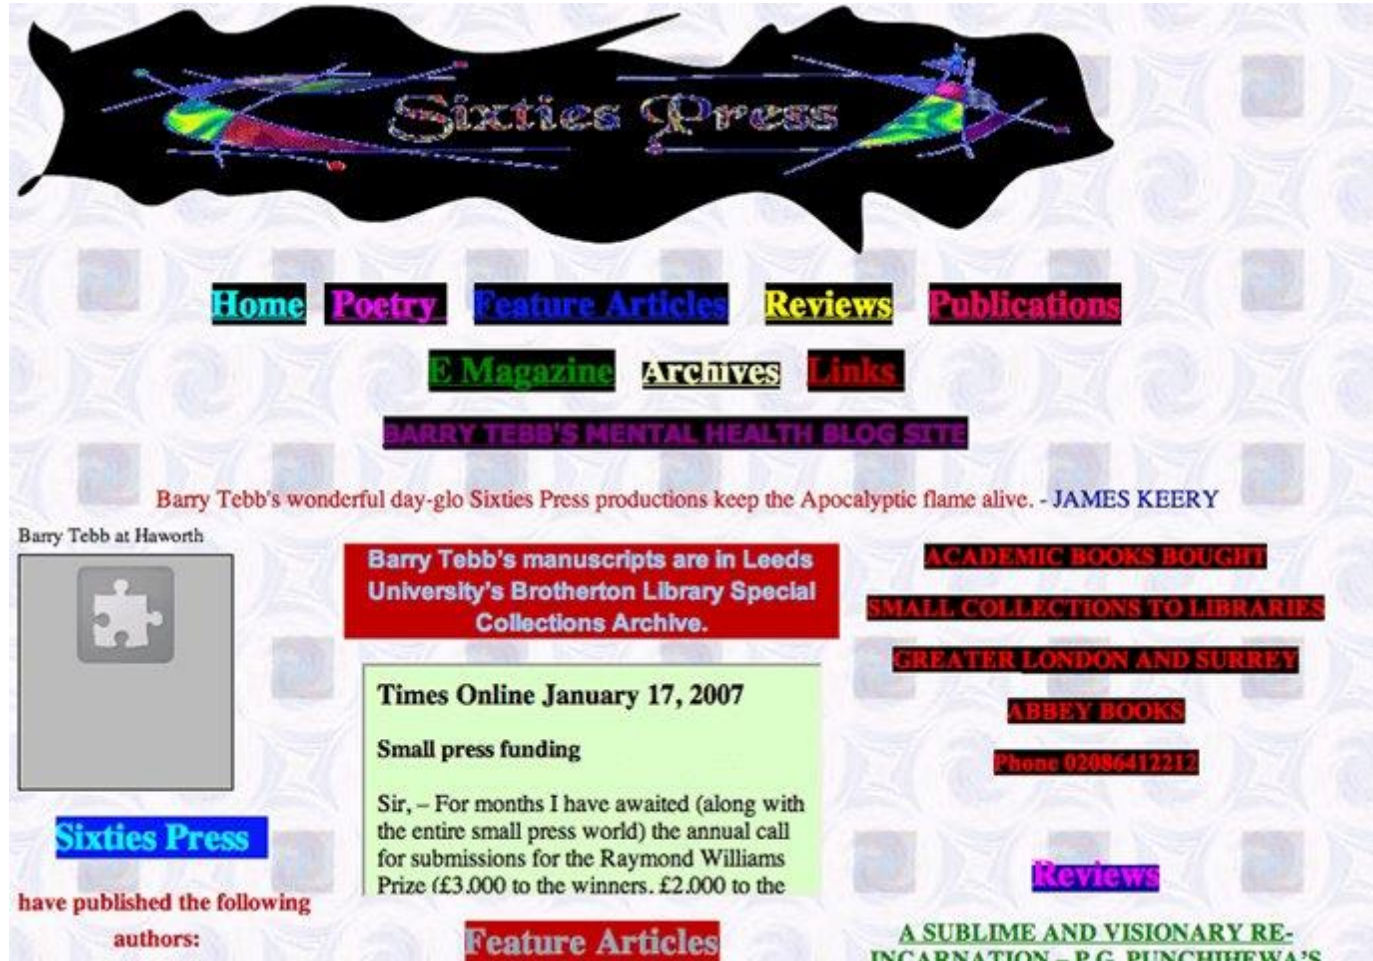 Sixties Press
Home Poetry Feature Articles Reviews Publications
E Magazine Archives Links
BARRY TEBB'S MENTAL HEALTH BLOG SITE
Barry Tebb's wonderful day-glo Sixties Press productions keep the Apocalyptic flame alive. - JAMES KEERY
Barry Tebb at Haworth
Sixties Press
have published the following
authors:
Barry Tebb's manuscripts are in Leeds
University's Brotherton Library Special
Collections Archive.
Times Online January 17, 2007
Small press funding
Sir, – For months I have awaited (along with
the entire small press world) the annual call
for submissions for the Raymond Williams
Prize (£3.000 to the winners. £2.000 to the
Feature Articles
ACADEMIC BOOKS BOUGHT
SMALL COLLECTIONS TO LIBRARIES
GREATER LONDON AND SURREY
ABBEY BOOKS
Phone 02086412212
Reviews
A SUBLIME AND VISIONARY RE-
INCARNATION – P.G. PUNCHIHEWA'S